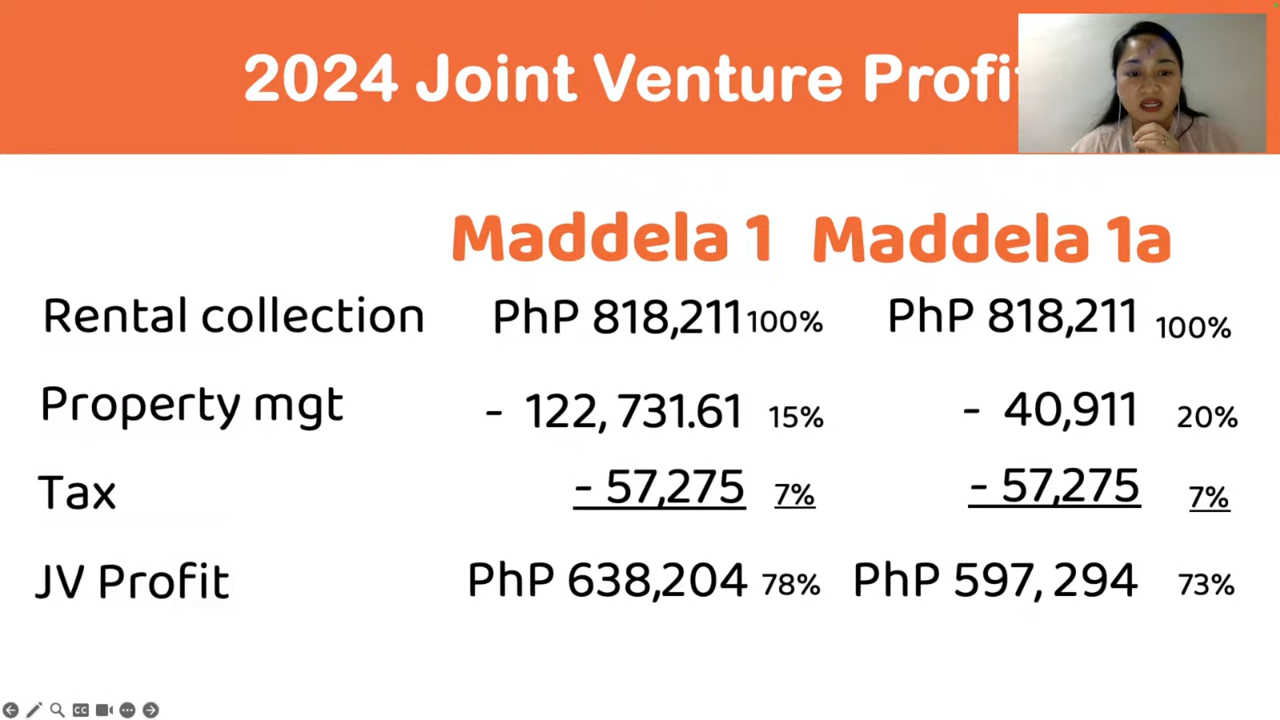 2024 Joint Venture Profi
Maddela 1 Maddela 1a
Rental collection PhP 818,211 100% PhP 818,211 100%
Property mgt - 122, 731.61 15% - 40,911 20%
Tax - 57,275 7% - 57,275 7%
JV Profit PhP 638,204 78% PhP 597, 294 73%
CC